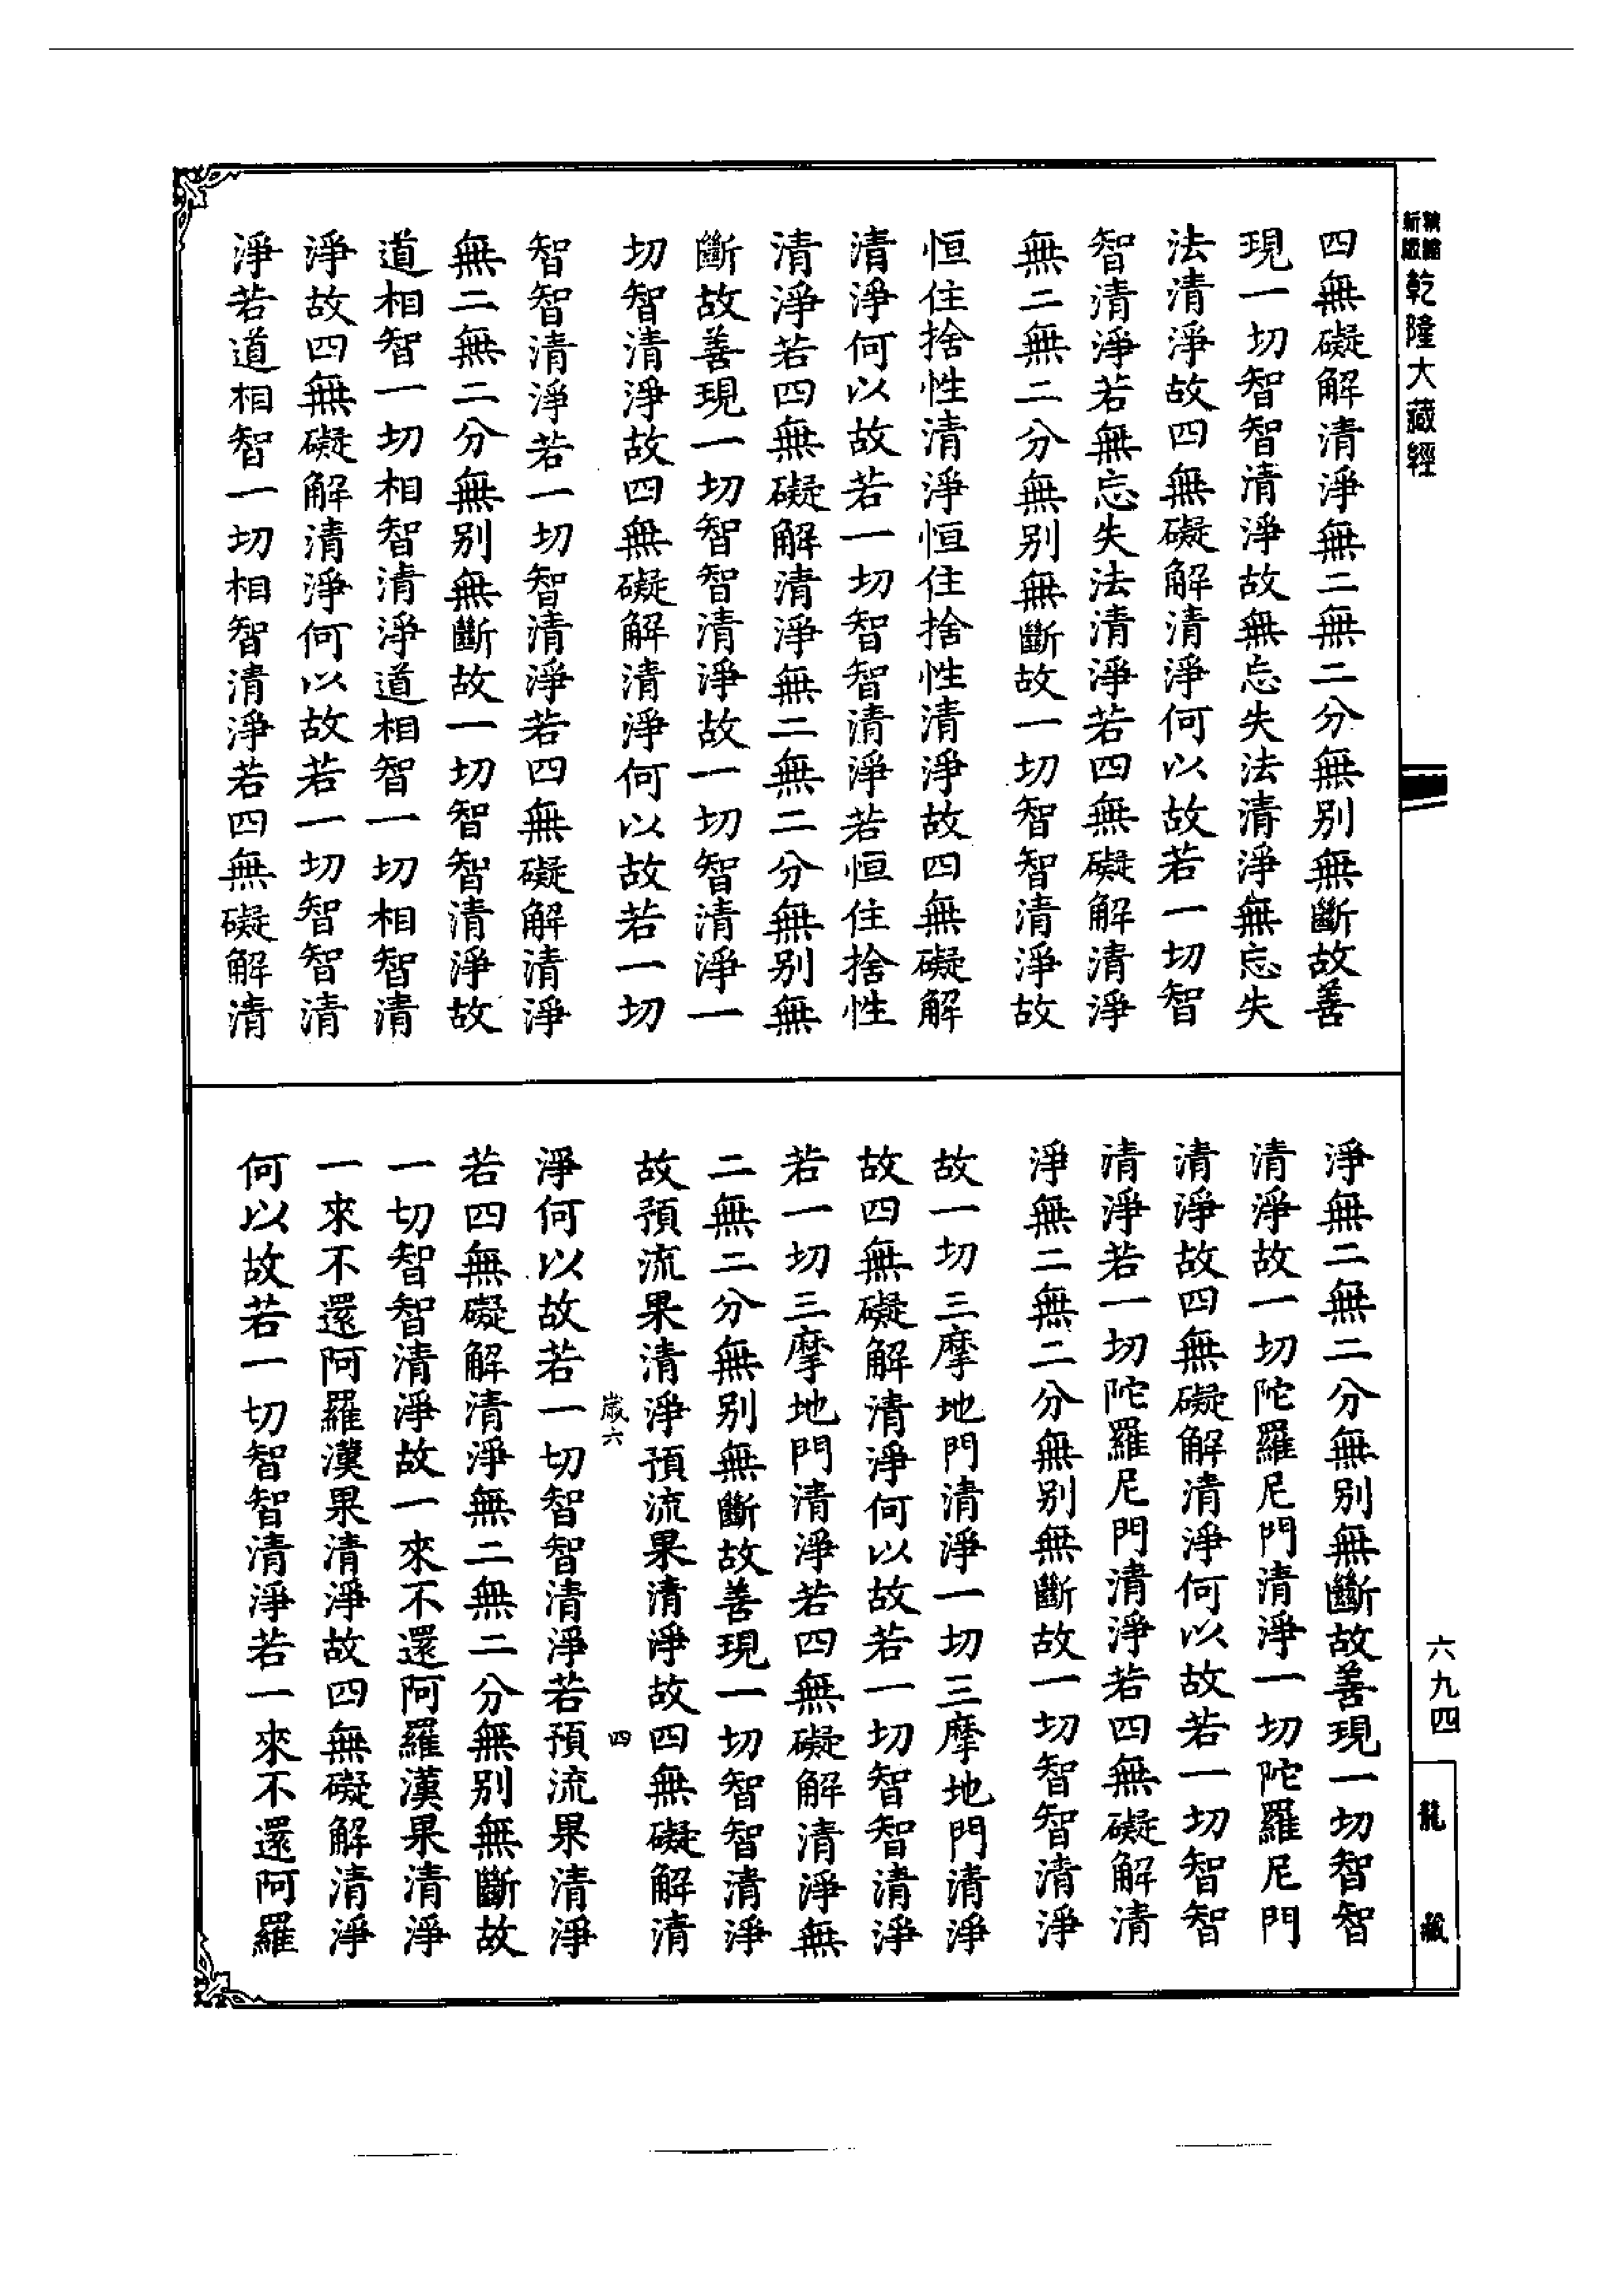 新版
精縮
乾隆大藏經
四無礙解清淨無二無二分無别無斷故善
現一切智智清淨故無忘失法清淨無忘失
法清淨故四無礙解清淨何以故若一切智
智清淨若無忘失法清淨若四無礙解清淨
無二無二分無别無斷故一切智智清淨故
恒住捨性清淨恒住捨性清淨故四無礙解
清淨何以故若一切智智清淨若恒住捨性
清淨若四無礙解清淨無二無二分無别無
斷故善現一切智智清淨故一切智清淨一
切智清淨故四無礙解清淨何以故若一切
智智清淨若一切智清淨若四無礙解清淨
無二無二分無别無斷故一切智智清淨故
道相智一切相智清淨道相智一切相智清
淨故四無礙解清淨何以故若一切智智清
淨若道相智一切相智清淨若四無礙解清
淨無二無二分無别無斷故善現一切智智
清淨故一切陀羅尼門清淨一切陀羅尼門
清淨故四無礙解清淨何以故若一切智智
清淨若一切陀羅尼門清淨若四無礙解清
淨無二無二分無别無斷故一切智智清淨
故一切三摩地門清淨一切三摩地門清淨
故四無礙解清淨何以故若一切智智清淨
若一切三摩地門清淨若四無礙解清淨無
二無二分無别無斷故善現一切智智清淨
故預流果清淨預流果清淨故四無礙解清
歲六
四
淨何以故若一切智智清淨若預流果清淨
若四無礙解清淨無二無二分無别無斷故
一切智智清淨故一來不還阿羅漢果清淨
一來不還阿羅漢果清淨故四無礙解清淨
何以故若一切智智清淨若一來不還阿羅
六九四
龍藏